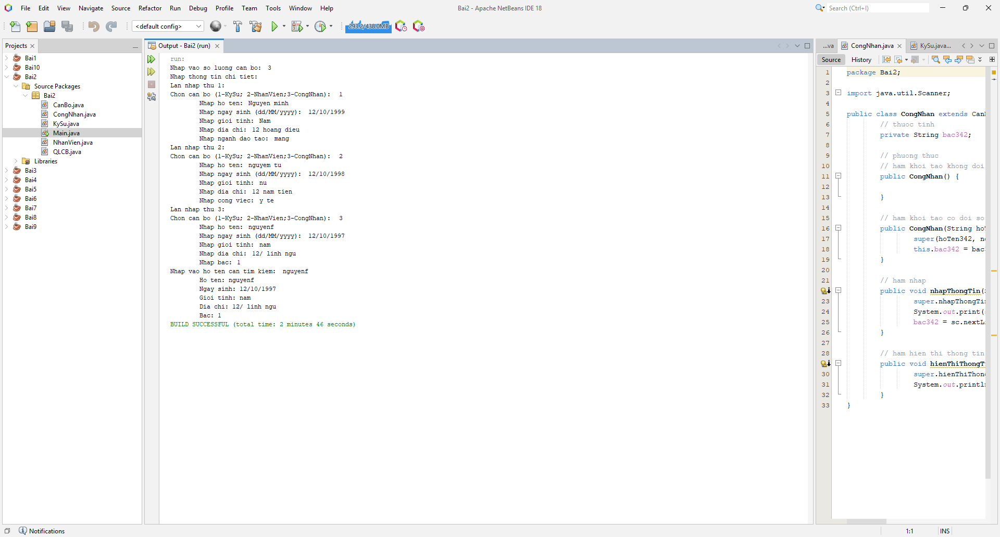 File Edit View Navigate Source Refactor Run Debug Profile Team Tools Window Help
Bai2 - Apache NetBeans IDE 18
Search (Ctrl+I)
<default config>
293.2/438.0MB
Projects
Bai1
Bai10
Bai2
Source Packages
Bai2
CanBo.java
CongNhan.java
KySu.java
Main.java
NhanVien.java
QLCB.java
Libraries
Bai3
Bai4
Bai5
Bai6
Bai7
Bai8
Bai9
Output - Bai2 (run)
run:
Nhap vao so luong can bo: 3
Nhap thong tin chi tiet:
Lan nhap thu 1:
Chon can bo (1-KySu; 2-NhanVien;3-CongNhan): 1
Nhap ho ten: Nguyen minh
Nhap ngay sinh (dd/MM/yyyy): 12/10/1999
Nhap gioi tinh: Nam
Nhap dia chi: 12 hoang dieu
Nhap nganh dao tao: mang
Lan nhap thu 2:
Chon can bo (1-KySu; 2-NhanVien;3-CongNhan): 2
Nhap ho ten: nguyem tu
Nhap ngay sinh (dd/MM/yyyy): 12/10/1998
Nhap gioi tinh: nu
Nhap dia chi: 12 nam tien
Nhap cong viec: y te
Lan nhap thu 3:
Chon can bo (1-KySu; 2-NhanVien;3-CongNhan): 3
Nhap ho ten: nguyenf
Nhap ngay sinh (dd/MM/yyyy): 12/10/1997
Nhap gioi tinh: nam
Nhap dia chi: 12/ linh ngu
Nhap bac: 1
Nhap vao ho ten can tim kiem: nguyenf
Ho ten: nguyenf
Ngay sinh: 12/10/1997
Gioi tinh: nam
Dia chi: 12/ linh ngu
Bac: 1
BUILD SUCCESSFUL (total time: 2 minutes 46 seconds)
...va CongNhan.java KySu.java...
Source History
1 package Bai2;
2
3 import java.util.Scanner;
4
5 public class CongNhan extends Can
6 // thuoc tinh
7 private String bac342;
8
9 // phuong thuc
10 // ham khoi tao khong doi
11 public CongNhan() {
12
13 }
14
15 // ham khoi tao co doi so
16 public CongNhan(String ho
17 super(hoTen342, n
18 this.bac342 = bac
19 }
20
21 // ham nhap
public void nhapThongTin(
23 super.nhapThongTi
24 System.out.print(
25 bac342 = sc.nextL
26 }
27
28 // ham hien thi thong tin
public void hienThiThongT
30 super.hienThiThon
31 System.out.printl
32 }
33 }
Notifications
1:1 INS